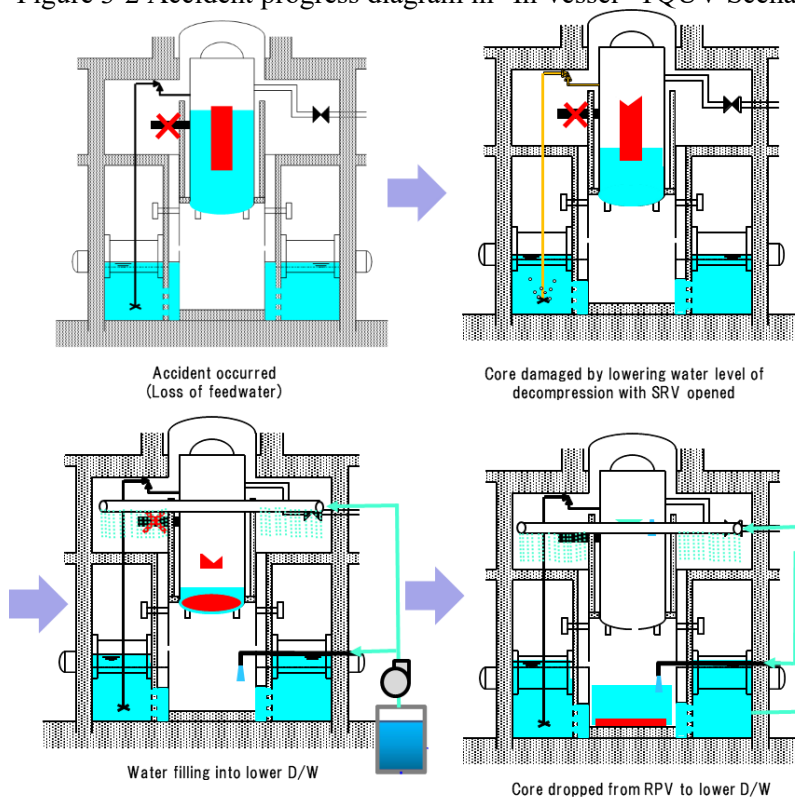 Figure 3-2 Accident progress diagram in "In-Vessel" TQUV Scena
Accident occurred
(Loss of feedwater)
Core damaged by lowering water level of
decompression with SRV opened
Water filling into lower D/W
Core dropped from RPV to lower D/W